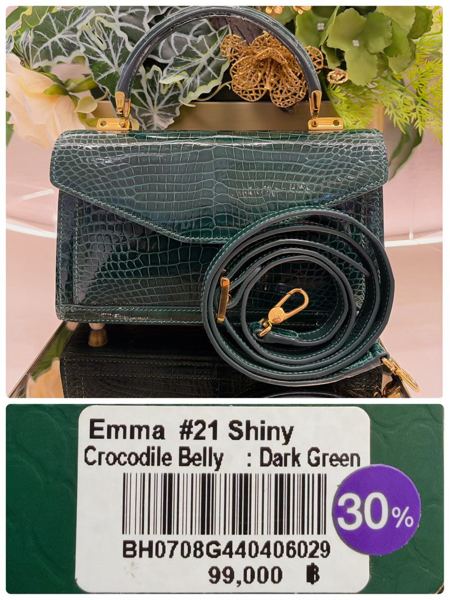 Emma #21 Shiny
Crocodile Belly : Dark Green
30%
BH0708G440406029
99,000 ฿